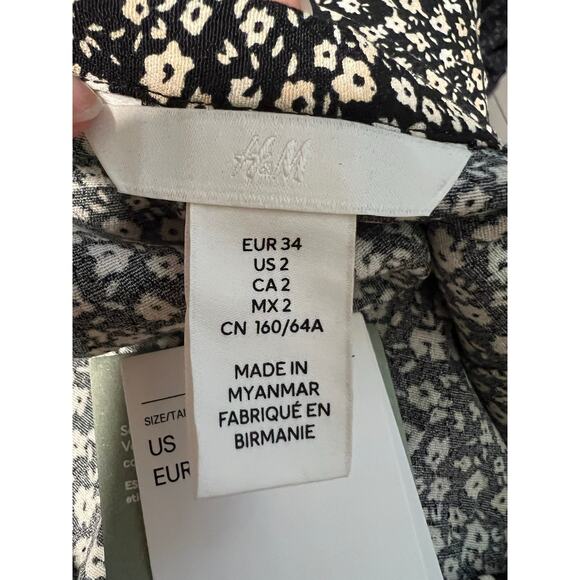 H&M
EUR 34
US 2
CA 2
MX 2
CN 160/64A
MADE IN
MYANMAR
FABRIQUÉ EN
BIRMANIE
SIZE/TA
US
EUR